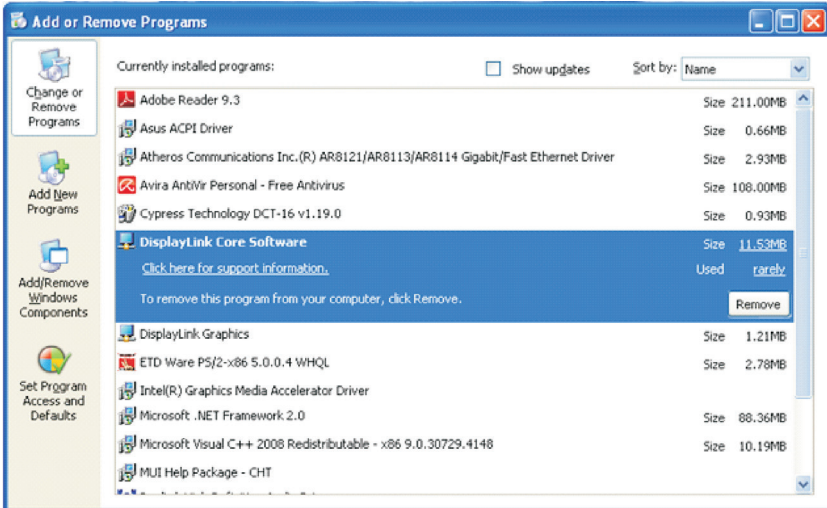 Add or Remove Programs
Change or
Remove
Programs
Add New
Programs
Add/Remove
Windows
Components
Set Program
Access and
Defaults
Currently installed programs:
Show updates
Sort by: Name
Adobe Reader 9.3 Size 211.00MB
Asus ACPI Driver Size 0.66MB
Atheros Communications Inc.(R) AR8121/AR8113/AR8114 Gigabit/Fast Ethernet Driver Size 2.93MB
Avira AntiVir Personal - Free Antivirus Size 108.00MB
Cypress Technology DCT-16 v1.19.0 Size 0.93MB
DisplayLink Core Software Size 11.53MB
Click here for support information. Used rarely
To remove this program from your computer, click Remove. Remove
DisplayLink Graphics Size 1.21MB
ETD Ware PS/2-x86 5.0.0.4 WHQL Size 2.78MB
Intel(R) Graphics Media Accelerator Driver
Microsoft .NET Framework 2.0 Size 88.36MB
Microsoft Visual C++ 2008 Redistributable - x86 9.0.30729.4148 Size 10.19MB
MUI Help Package - CHT